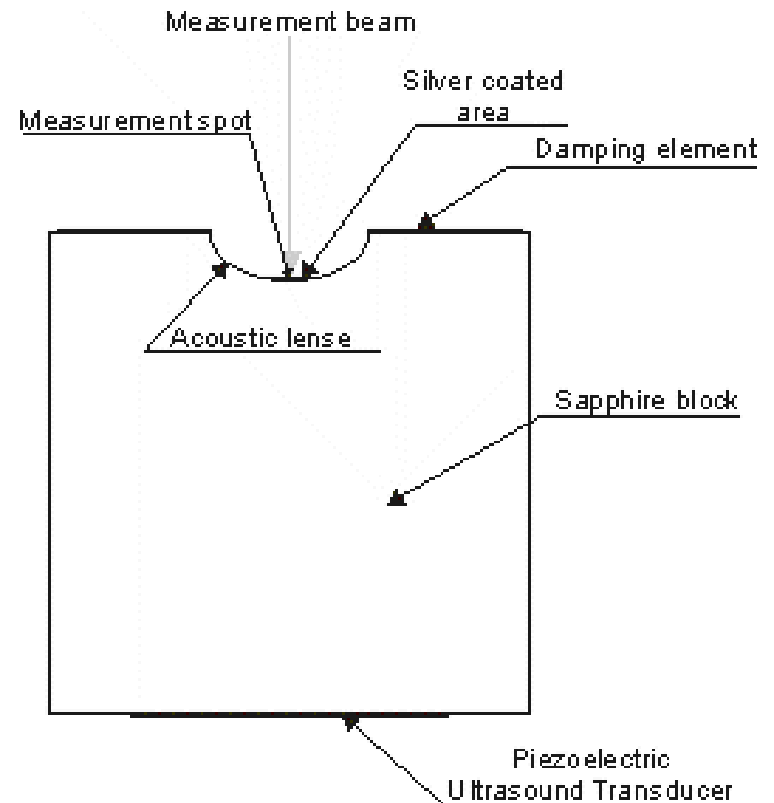 Measurement beam
Silver coated
area
Measurement spot
Damping element
Acoustic lense
Sapphire block
Piezoelectric
Ultrasound Transducer